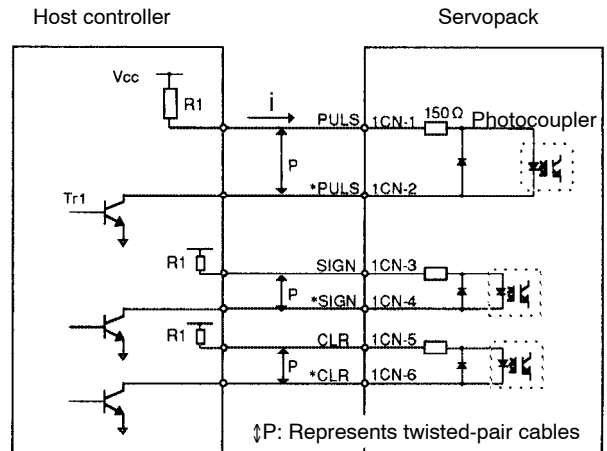 Host controller
Servopack
Vcc
R1
i
PULS
1CN-1
150Ω
Photocoupler
P
*PULS
1CN-2
Tr1
R1
SIGN
1CN-3
P
*SIGN
1CN-4
R1
CLR
1CN-5
P
*CLR
1CN-6
↕P: Represents twisted-pair cables